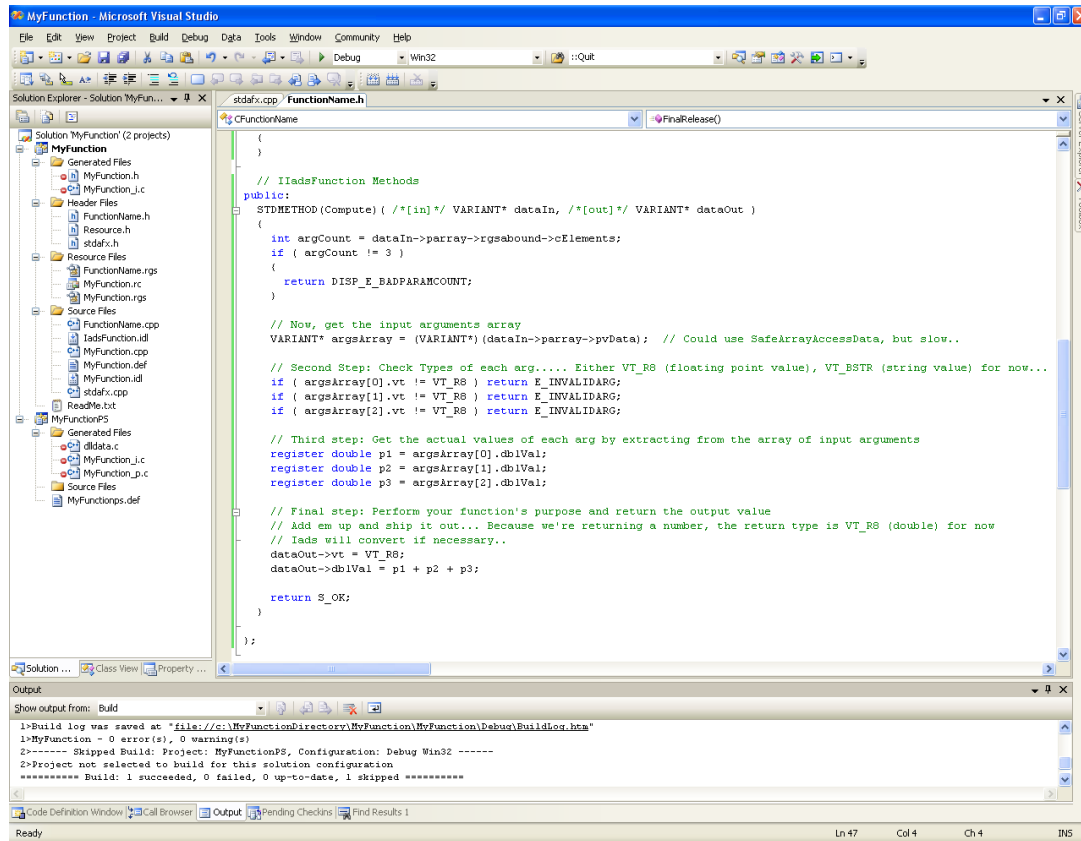 MyFunction - Microsoft Visual Studio
File Edit View Project Build Debug Data Tools Window Community Help
Debug Win32 ::Quit
Solution Explorer - Solution 'MyFun...
stdafx.cpp FunctionName.h
CFunctionName FinalRelease()
Solution 'MyFunction' (2 projects)
MyFunction
Generated Files
MyFunction.h
MyFunction_i.c
Header Files
FunctionName.h
Resource.h
stdafx.h
Resource Files
FunctionName.rgs
MyFunction.rc
MyFunction.rgs
Source Files
FunctionName.cpp
IadsFunction.idl
MyFunction.cpp
MyFunction.def
MyFunction.idl
stdafx.cpp
ReadMe.txt
MyFunctionPS
Generated Files
dlldata.c
MyFunction_i.c
MyFunction_p.c
Source Files
MyFunctionps.def
Solution ... Class View Property ...
{
}
// IIadsFunction Methods
public:
STDMETHOD(Compute)( /*[in]*/ VARIANT* dataIn, /*[out]*/ VARIANT* dataOut )
{
int argCount = dataIn->parray->rgsabound->cElements;
if ( argCount != 3 )
{
return DISP_E_BADPARAMCOUNT;
}
// Now, get the input arguments array
VARIANT* argsArray = (VARIANT*)(dataIn->parray->pvData); // Could use SafeArrayAccessData, but slow..
// Second Step: Check Types of each arg..... Either VT_R8 (floating point value), VT_BSTR (string value) for now...
if ( argsArray[0].vt != VT_R8 ) return E_INVALIDARG;
if ( argsArray[1].vt != VT_R8 ) return E_INVALIDARG;
if ( argsArray[2].vt != VT_R8 ) return E_INVALIDARG;
// Third step: Get the actual values of each arg by extracting from the array of input arguments
register double p1 = argsArray[0].dblVal;
register double p2 = argsArray[1].dblVal;
register double p3 = argsArray[2].dblVal;
// Final step: Perform your function's purpose and return the output value
// Add em up and ship it out... Because we're returning a number, the return type is VT_R8 (double) for now
// Iads will convert if necessary..
dataOut->vt = VT_R8;
dataOut->dblVal = p1 + p2 + p3;
return S_OK;
}
};
Output
Show output from: Build
1>Build log was saved at "file://c:\MyFunctionDirectory\MyFunction\MyFunction\Debug\BuildLog.htm"
1>MyFunction - 0 error(s), 0 warning(s)
2>------ Skipped Build: Project: MyFunctionPS, Configuration: Debug Win32 ------
2>Project not selected to build for this solution configuration
========== Build: 1 succeeded, 0 failed, 0 up-to-date, 1 skipped ==========
Code Definition Window Call Browser Output Pending Checkins Find Results 1
Ready Ln 47 Col 4 Ch 4 INS